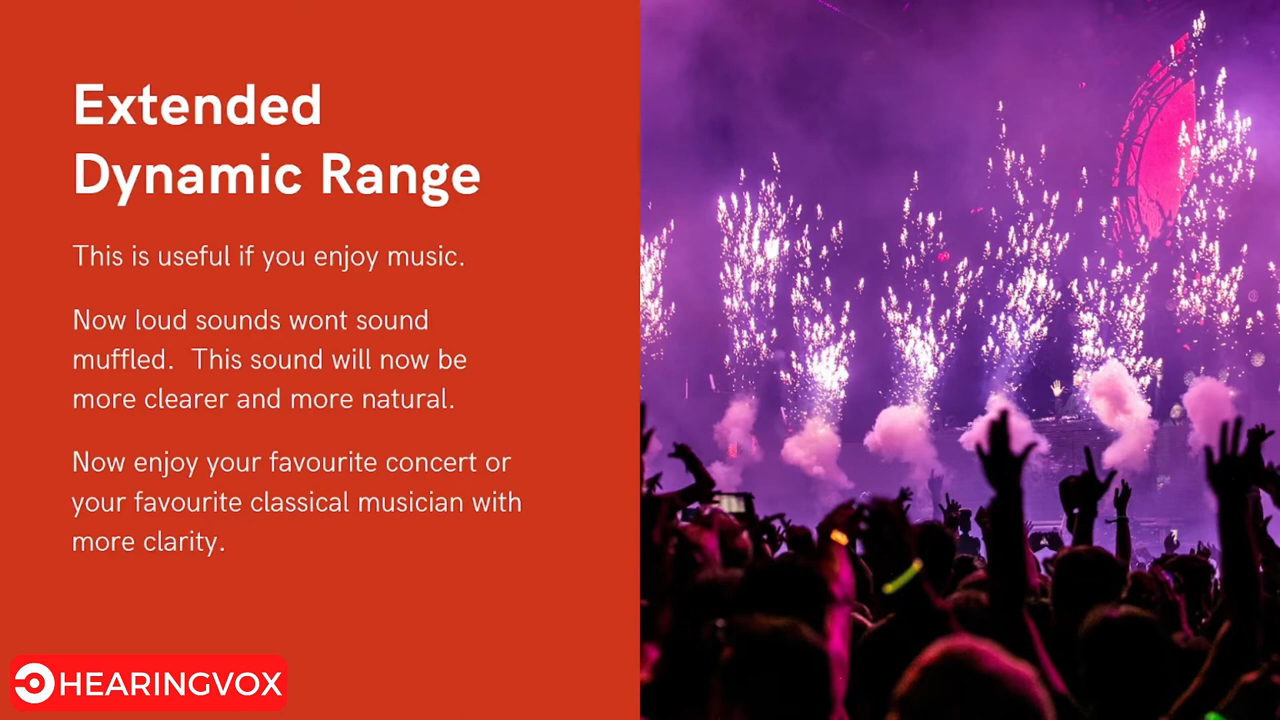 Extended
Dynamic Range
This is useful if you enjoy music.
Now loud sounds wont sound
muffled.  This sound will now be
more clearer and more natural.
Now enjoy your favourite concert or
your favourite classical musician with
more clarity.
HEARINGVOX